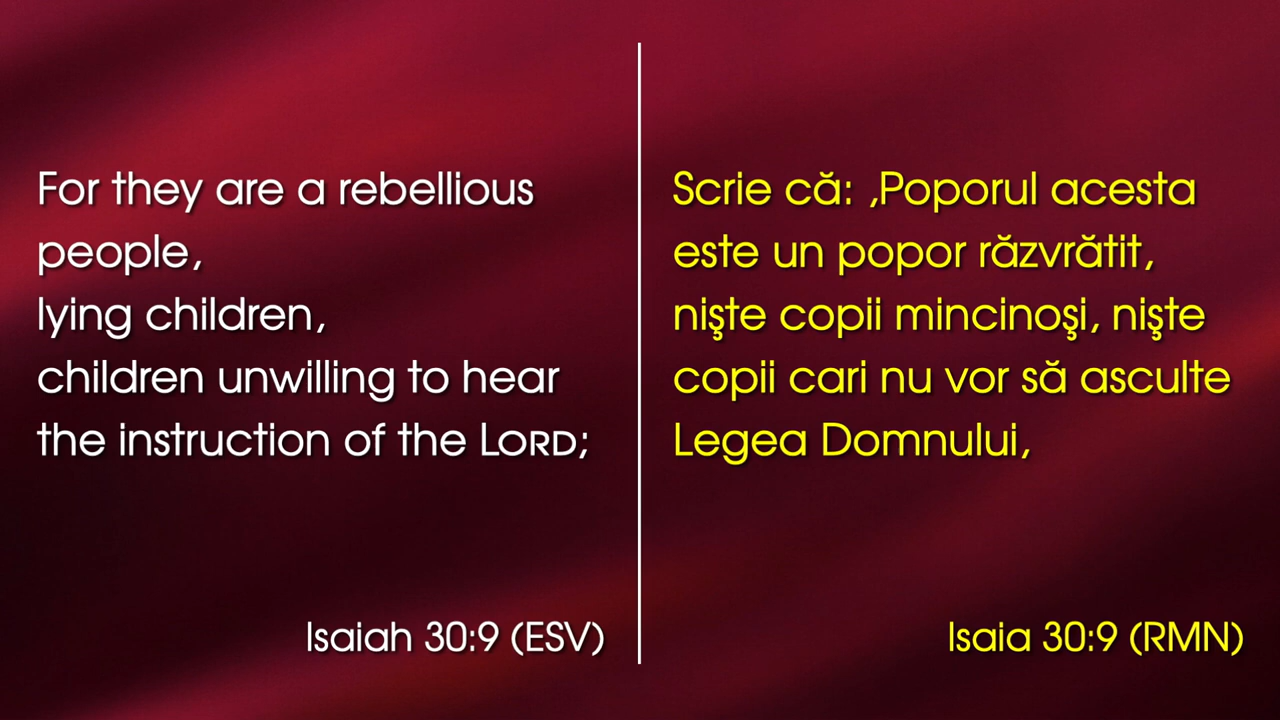 For they are a rebellious
people,
lying children,
children unwilling to hear
the instruction of the LORD;
Isaiah 30:9 (ESV)
Scrie că: ‚Poporul acesta
este un popor răzvrătit,
nişte copii mincinoşi, nişte
copii cari nu vor să asculte
Legea Domnului,
Isaia 30:9 (RMN)